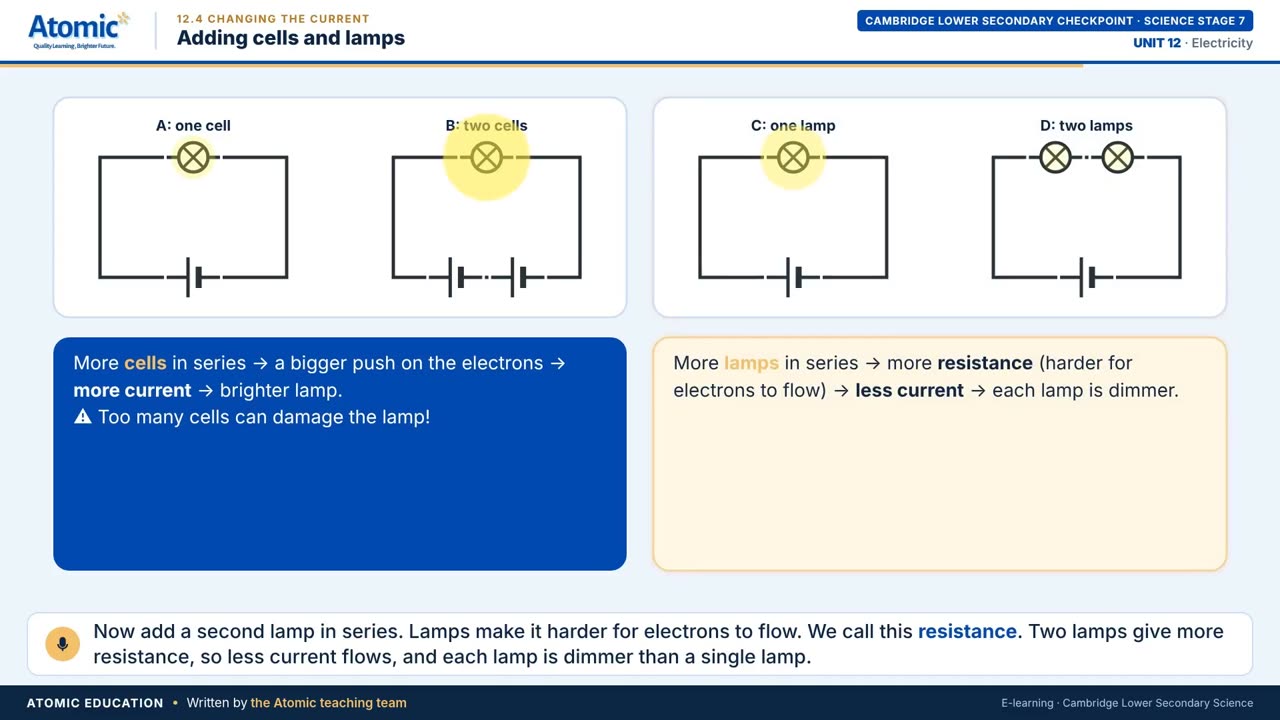 Atomic
Quality Learning, Brighter Future.
12.4 CHANGING THE CURRENT
Adding cells and lamps
CAMBRIDGE LOWER SECONDARY CHECKPOINT · SCIENCE STAGE 7
UNIT 12 · Electricity
A: one cell
B: two cells
C: one lamp
D: two lamps
More cells in series → a bigger push on the electrons →
more current → brighter lamp.
⚠ Too many cells can damage the lamp!
More lamps in series → more resistance (harder for
electrons to flow) → less current → each lamp is dimmer.
Now add a second lamp in series. Lamps make it harder for electrons to flow. We call this resistance. Two lamps give more
resistance, so less current flows, and each lamp is dimmer than a single lamp.
ATOMIC EDUCATION • Written by the Atomic teaching team
E-learning · Cambridge Lower Secondary Science